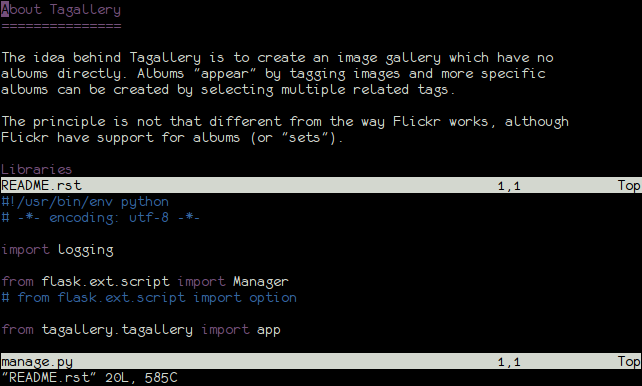 About Tagallery
===============
The idea behind Tagallery is to create an image gallery which have no
albums directly. Albums "appear" by tagging images and more specific
albums can be created by selecting multiple related tags.
The principle is not that different from the way Flickr works, although
Flickr have support for albums (or "sets").
Libraries
README.rst 1,1 Top
#!/usr/bin/env python
# -*- encoding: utf-8 -*-
import logging
from flask.ext.script import Manager
# from flask.ext.script import option
from tagallery.tagallery import app
manage.py 1,1 Top
"README.rst" 20L, 585C